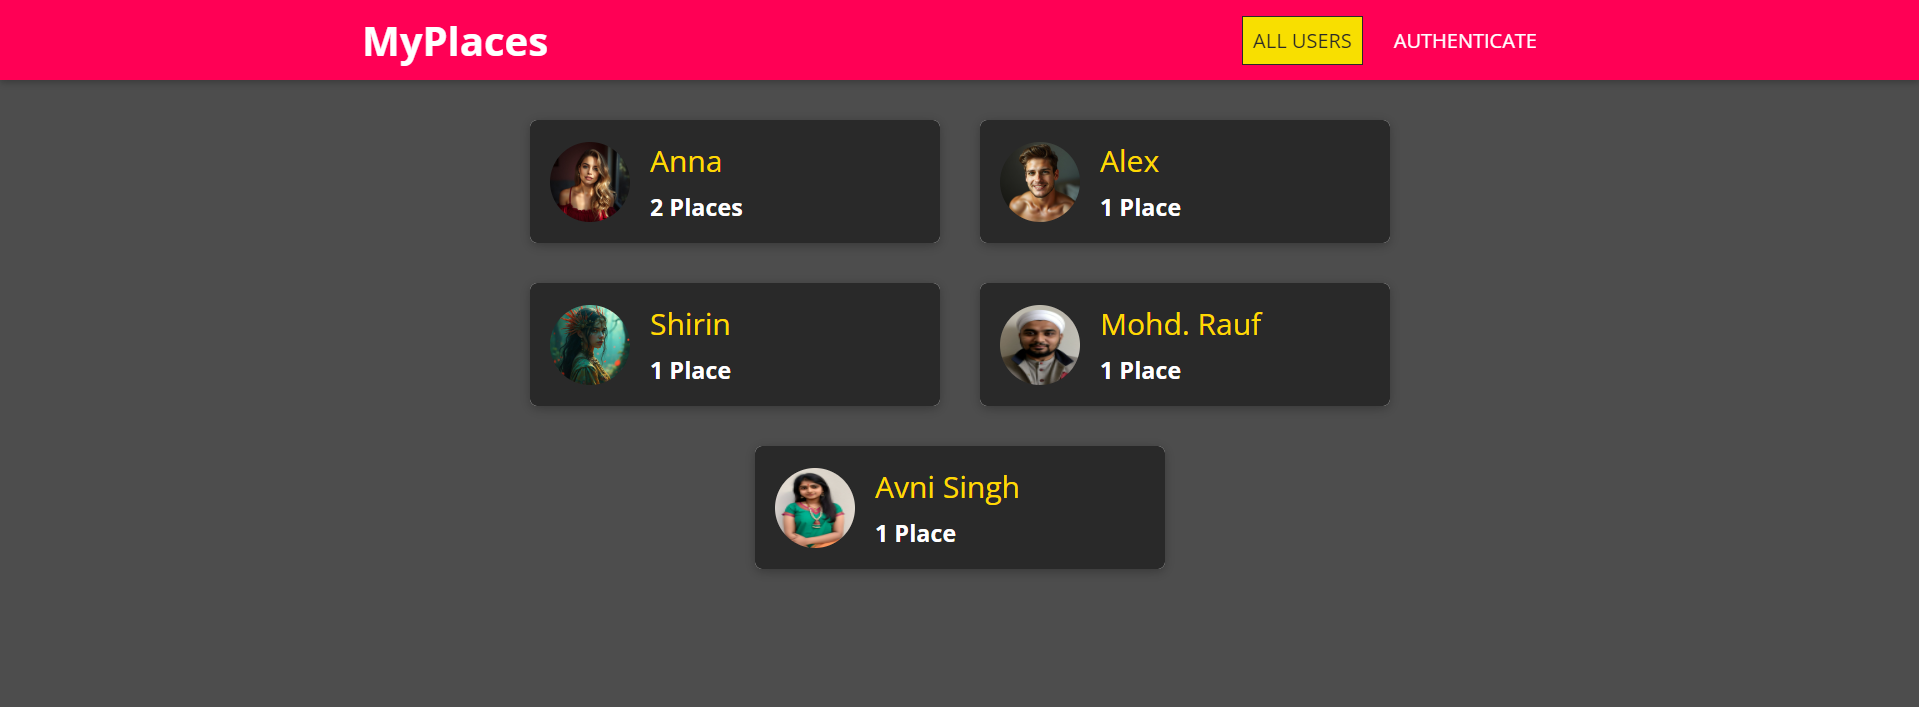 MyPlaces
ALL USERS
AUTHENTICATE
Anna
2 Places
Alex
1 Place
Shirin
1 Place
Mohd. Rauf
1 Place
Avni Singh
1 Place